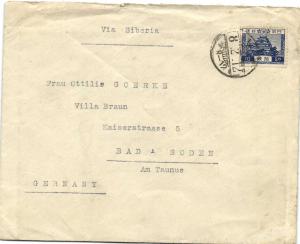 Via Siberia
Frau Ottilie GOERKE
Villa Braun
Kaiserstrasse 5
BAD SODEN
Am Taunus
GERMANY